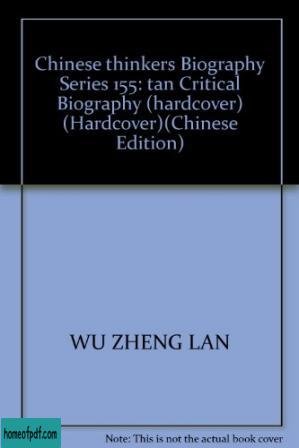 Chinese thinkers Biography
Series 155: tan Critical
Biography (hardcover)
(Hardcover)(Chinese
Edition)
WU ZHENG LAN
homeofpdf.com
Note: This is not the actual book cover